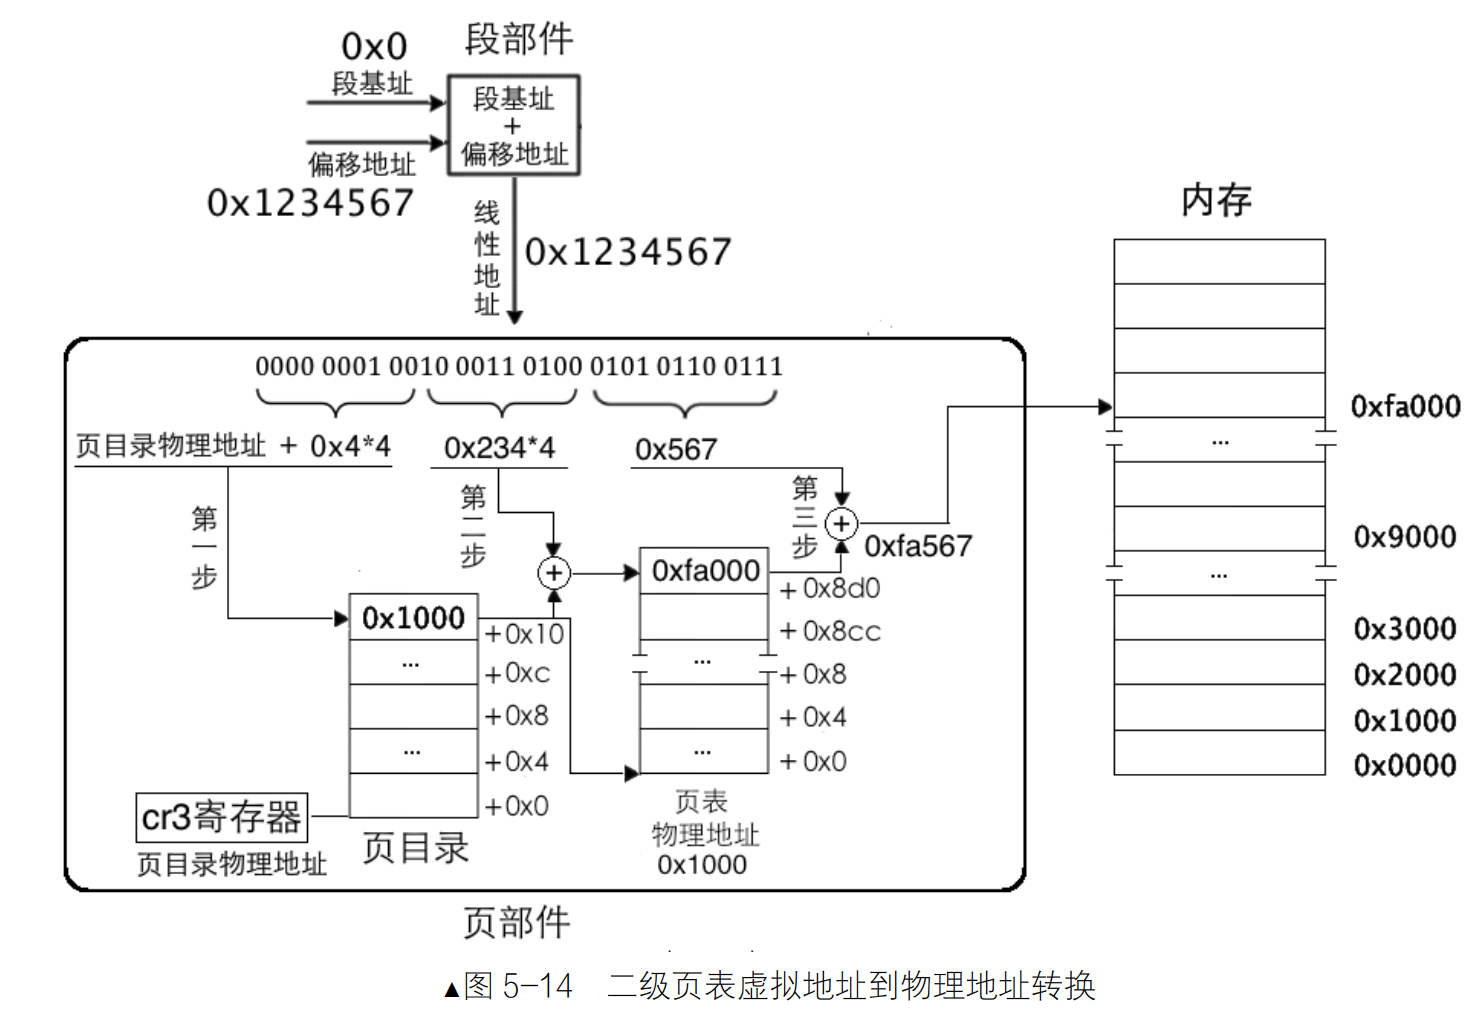 段部件
0x0
段基址
段基址
+
偏移地址
偏移地址
0x1234567
线性地址
0x1234567
内存
0000 0001 0010 0011 0100 0101 0110 0111
页目录物理地址 + 0x4*4
0x234*4
0x567
第一步
第二步
第三步
+
+
0xfa567
0xfa000
+0x8d0
+0x8cc
...
+0x8
+0x4
...
+0x0
0x1000
+0x10
...
+0xc
+0x8
...
+0x4
+0x0
cr3寄存器
页目录物理地址
页目录
页表
物理地址
0x1000
0xfa000
...
0x9000
...
0x3000
0x2000
0x1000
0x0000
页部件
▲图 5-14 二级页表虚拟地址到物理地址转换